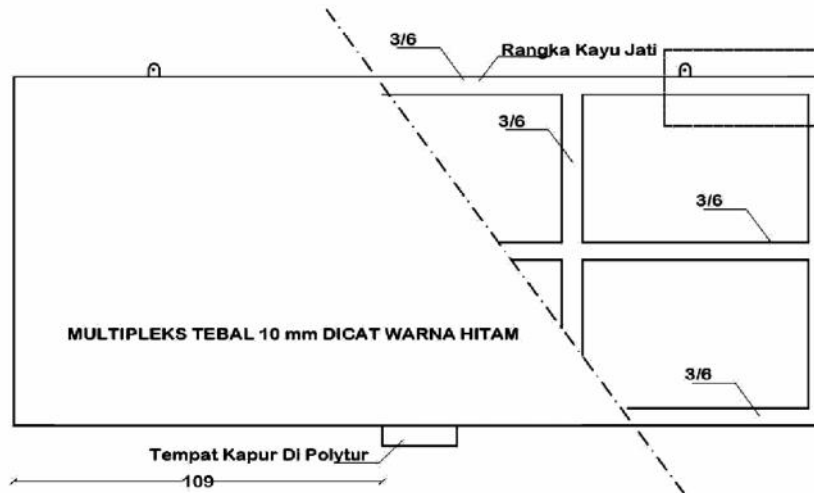 3/6
Rangka Kayu Jati
3/6
3/6
MULTIPLEKS TEBAL 10 mm DICAT WARNA HITAM
3/6
Tempat Kapur Di Polytur
109